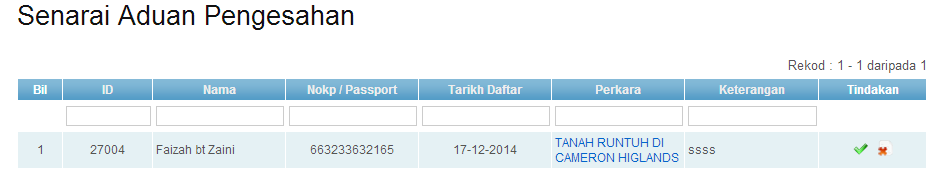 Senarai Aduan Pengesahan
Rekod : 1 - 1 daripada 1
Bil ID Nama Nokp / Passport Tarikh Daftar Perkara Keterangan Tindakan
1 27004 Faizah bt Zaini 663233632165 17-12-2014 TANAH RUNTUH DI ssss
CAMERON HIGLANDS